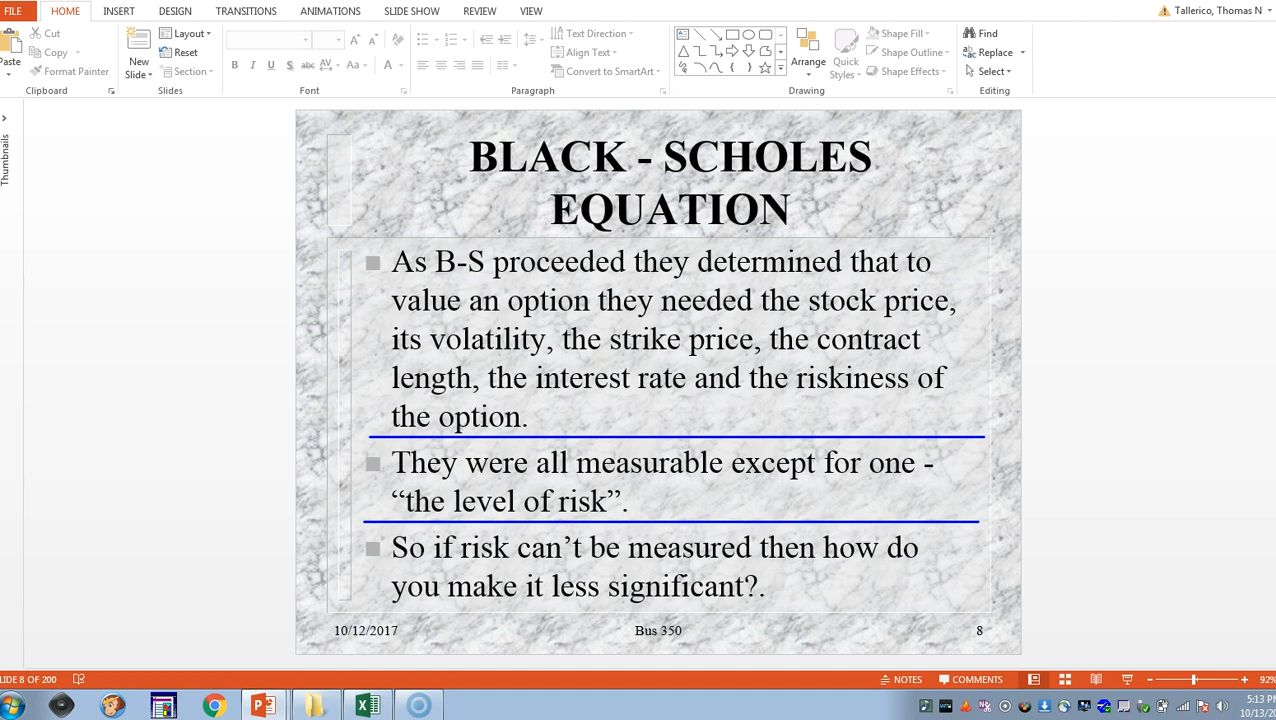 FILE HOME INSERT DESIGN TRANSITIONS ANIMATIONS SLIDE SHOW REVIEW VIEW Tallerico, Thomas N
Cut
Copy
Format Painter
Paste
Clipboard
New
Slide
Layout
Reset
Section
Slides
B I U S abc AV Aa A
Font
Text Direction
Align Text
Convert to SmartArt
Paragraph
Arrange
Quick
Styles
Shape Fill
Shape Outline
Shape Effects
Drawing
Find
Replace
Select
Editing
Thumbnails
BLACK - SCHOLES
EQUATION
As B-S proceeded they determined that to
value an option they needed the stock price,
its volatility, the strike price, the contract
length, the interest rate and the riskiness of
the option.
They were all measurable except for one -
“the level of risk”.
So if risk can’t be measured then how do
you make it less significant?.
10/12/2017 Bus 350 8
LIDE 8 OF 200 NOTES COMMENTS 92%
5:13 PM
10/13/20